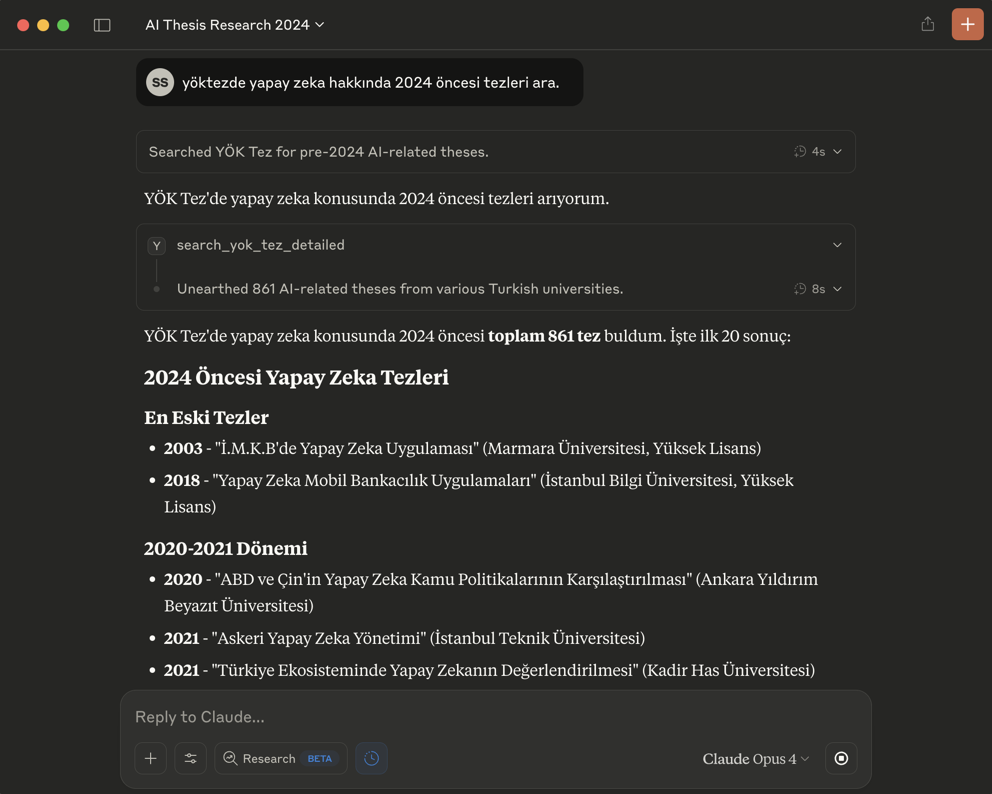 AI Thesis Research 2024
SS yöktezde yapay zeka hakkında 2024 öncesi tezleri ara.
Searched YÖK Tez for pre-2024 AI-related theses. 4s
YÖK Tez'de yapay zeka konusunda 2024 öncesi tezleri arıyorum.
Y search_yok_tez_detailed
Unearthed 861 AI-related theses from various Turkish universities. 8s
YÖK Tez'de yapay zeka konusunda 2024 öncesi toplam 861 tez buldum. İşte ilk 20 sonuç:
2024 Öncesi Yapay Zeka Tezleri
En Eski Tezler
• 2003 - "İ.M.K.B'de Yapay Zeka Uygulaması" (Marmara Üniversitesi, Yüksek Lisans)
• 2018 - "Yapay Zeka Mobil Bankacılık Uygulamaları" (İstanbul Bilgi Üniversitesi, Yüksek
Lisans)
2020-2021 Dönemi
• 2020 - "ABD ve Çin'in Yapay Zeka Kamu Politikalarının Karşılaştırılması" (Ankara Yıldırım
Beyazıt Üniversitesi)
• 2021 - "Askeri Yapay Zeka Yönetimi" (İstanbul Teknik Üniversitesi)
• 2021 - "Türkiye Ekosisteminde Yapay Zekanın Değerlendirilmesi" (Kadir Has Üniversitesi)
Reply to Claude...
Research BETA
Claude Opus 4